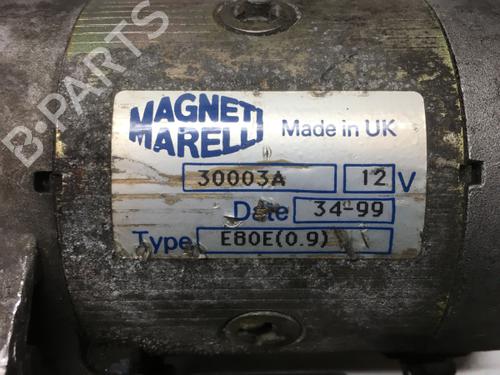 B-PARTS
MAGNETI
MARELLI
Made in UK
30003A 12 V
Date 34-99
Type E80E(0.9)